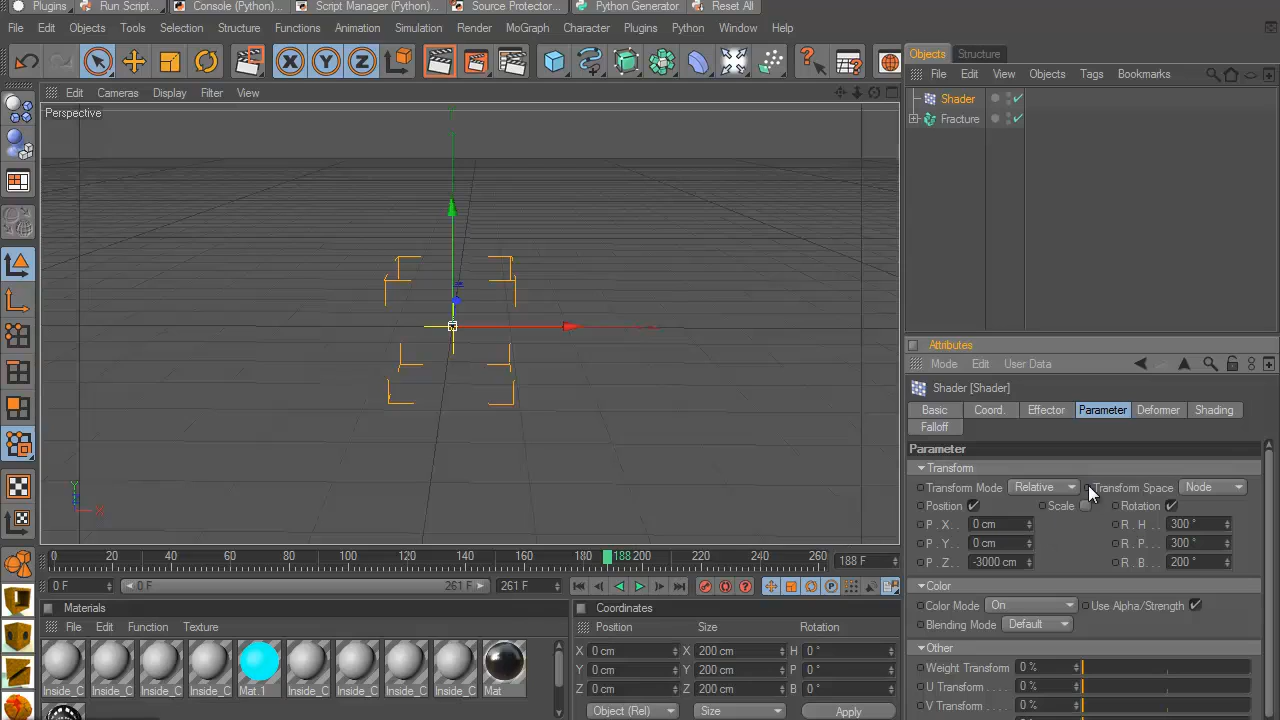 Plugins Run Script... Console (Python)... Script Manager (Python)... Source Protector... Python Generator Reset All
File Edit Objects Tools Selection Structure Functions Animation Simulation Render MoGraph Character Plugins Python Window Help
X Y Z
Objects Structure
File Edit View Objects Tags Bookmarks
Edit Cameras Display Filter View
Perspective
Shader
Fracture
Y
X
Attributes
Mode Edit User Data
Shader [Shader]
Basic Coord. Effector Parameter Deformer Shading
Falloff
Parameter
Transform
Transform Mode Relative Transform Space Node
Position Scale Rotation
P . X . . 0 cm R . H . . 300 °
P . Y . . 0 cm R . P . . 300 °
P . Z . . -3000 cm R . B . . 200 °
Color
Color Mode On Use Alpha/Strength
Blending Mode Default
Other
Weight Transform 0 %
U Transform . . . . 0 %
V Transform . . . . 0 %
0 20 40 60 80 100 120 140 160 180 188 200 220 240 260 188 F
0 F 0 F 261 F 261 F
Materials
File Edit Function Texture
Inside_C Inside_C Inside_C Inside_C Mat 1 Inside_C Inside_C Inside_C Inside_C Mat
Coordinates
Position Size Rotation
X 0 cm X 200 cm H 0 °
Y 0 cm Y 200 cm P 0 °
Z 0 cm Z 200 cm B 0 °
Object (Rel) Size Apply